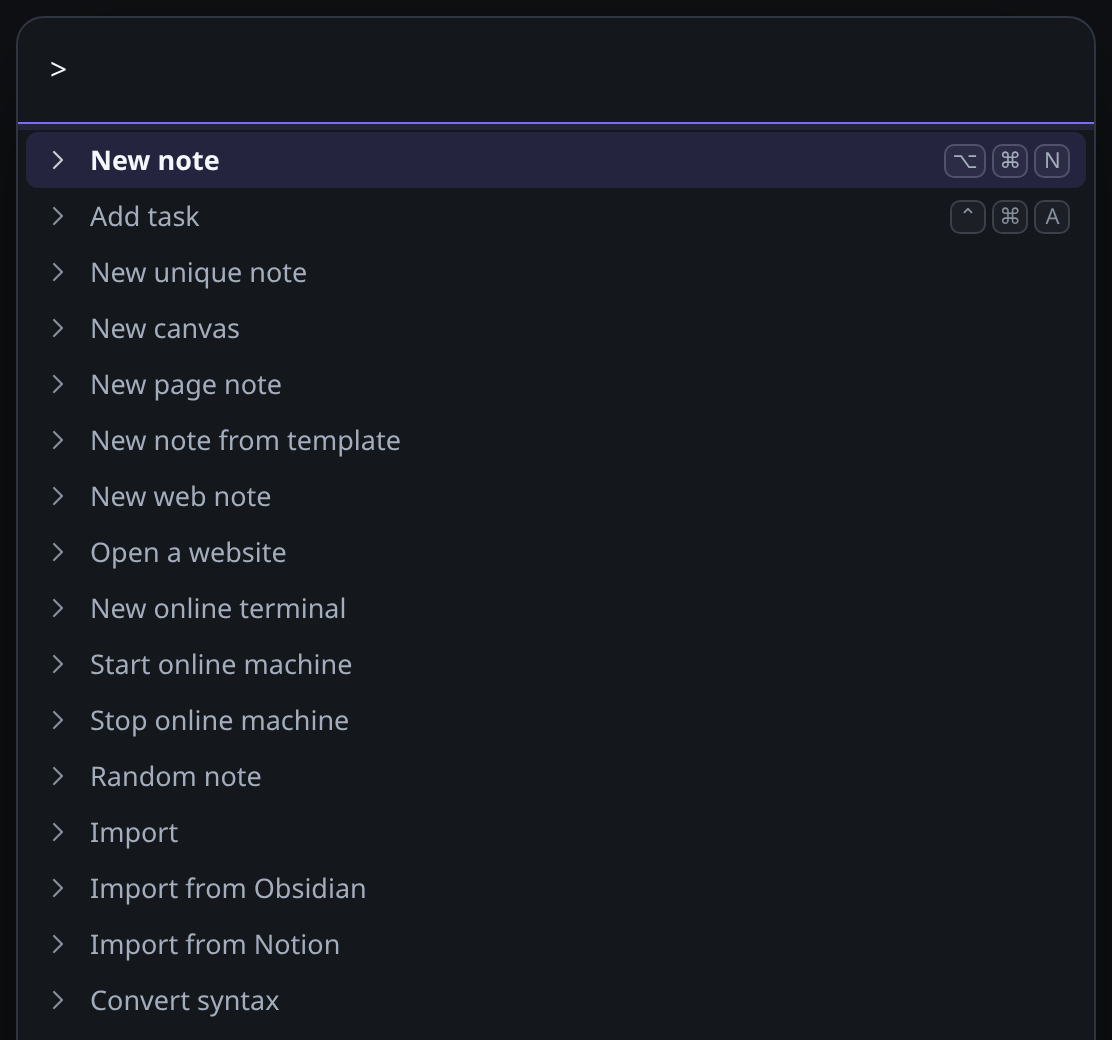 >
New note ⌥ ⌘ N
Add task ⌃ ⌘ A
New unique note
New canvas
New page note
New note from template
New web note
Open a website
New online terminal
Start online machine
Stop online machine
Random note
Import
Import from Obsidian
Import from Notion
Convert syntax